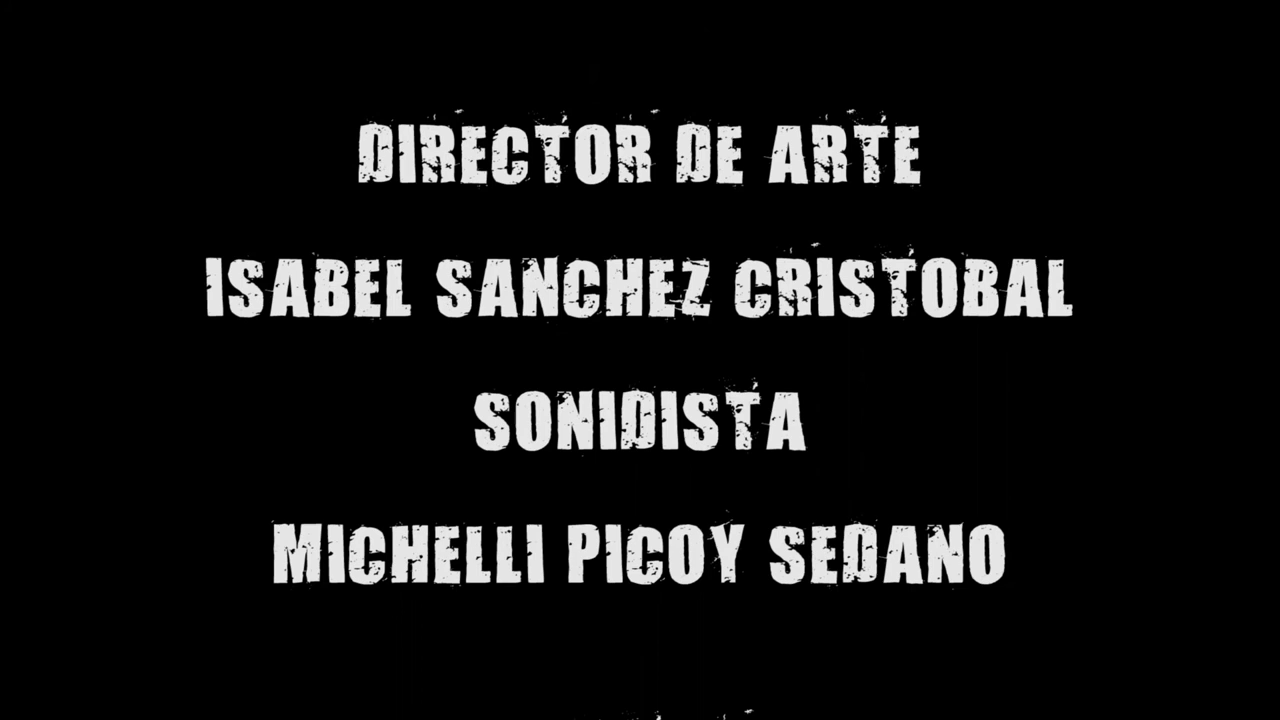 DIRECTOR DE ARTE
ISABEL SANCHEZ CRISTOBAL
SONIDISTA
MICHELLI PICOY SEDANO